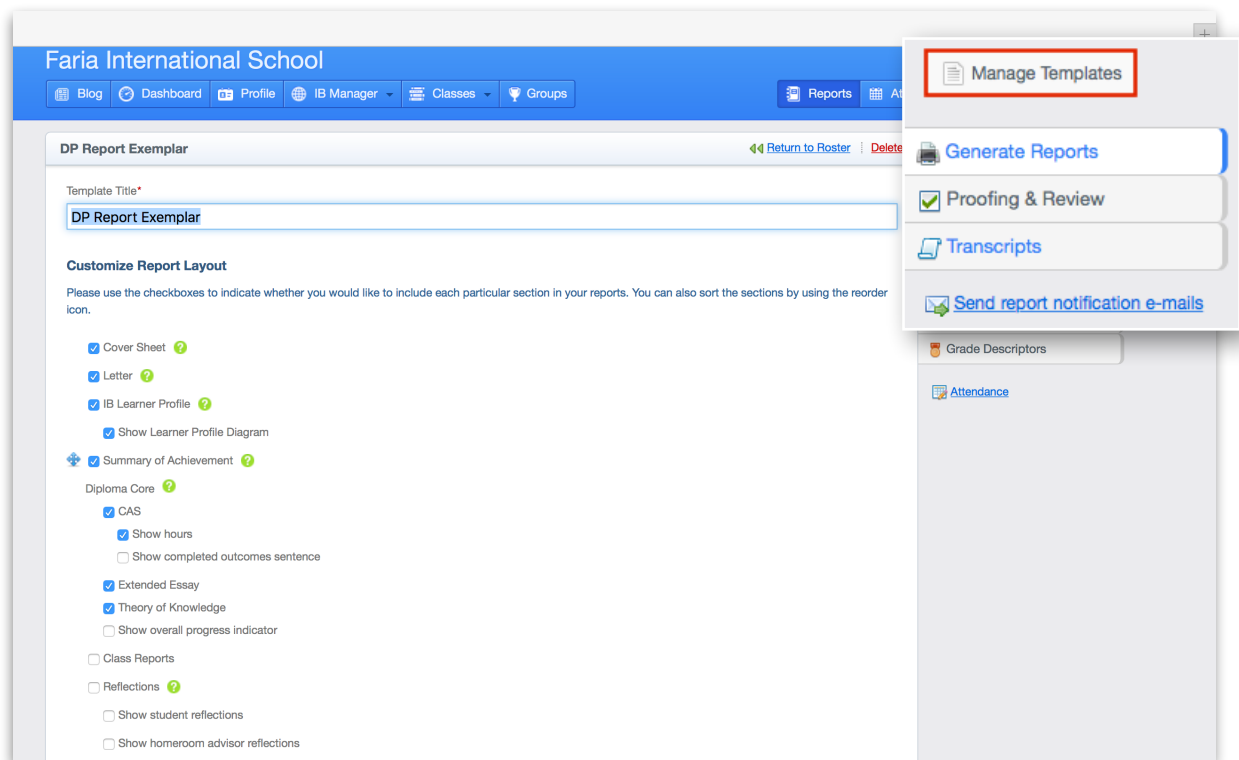 Faria International School
Blog Dashboard Profile IB Manager Classes Groups Reports
Manage Templates
DP Report Exemplar Return to Roster Delete
Generate Reports
Template Title*
DP Report Exemplar
Proofing & Review
Transcripts
Customize Report Layout
Please use the checkboxes to indicate whether you would like to include each particular section in your reports. You can also sort the sections by using the reorder
icon.
Send report notification e-mails
Cover Sheet ?
Grade Descriptors
Letter ?
Attendance
IB Learner Profile ?
Show Learner Profile Diagram
Summary of Achievement ?
Diploma Core ?
CAS
Show hours
Show completed outcomes sentence
Extended Essay
Theory of Knowledge
Show overall progress indicator
Class Reports
Reflections ?
Show student reflections
Show homeroom advisor reflections